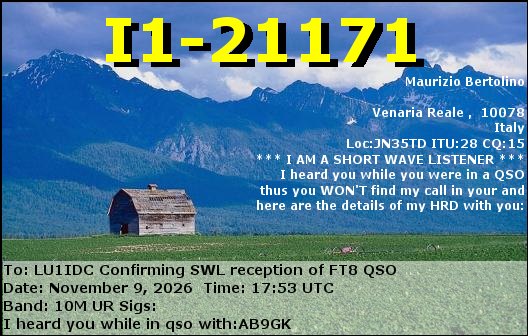 I1-21171
Maurizio Bertolino
Venaria Reale , 10078
Italy
Loc:JN35TD ITU:28 CQ:15
*** I AM A SHORT WAVE LISTENER ***
I heard you while you were in a QSO
thus you WON'T find my call in your and
here are the details of my HRD with you:
To: LU1IDC Confirming SWL reception of FT8 QSO
Date: November 9, 2026 Time: 17:53 UTC
Band: 10M UR Sigs:
I heard you while in qso with:AB9GK